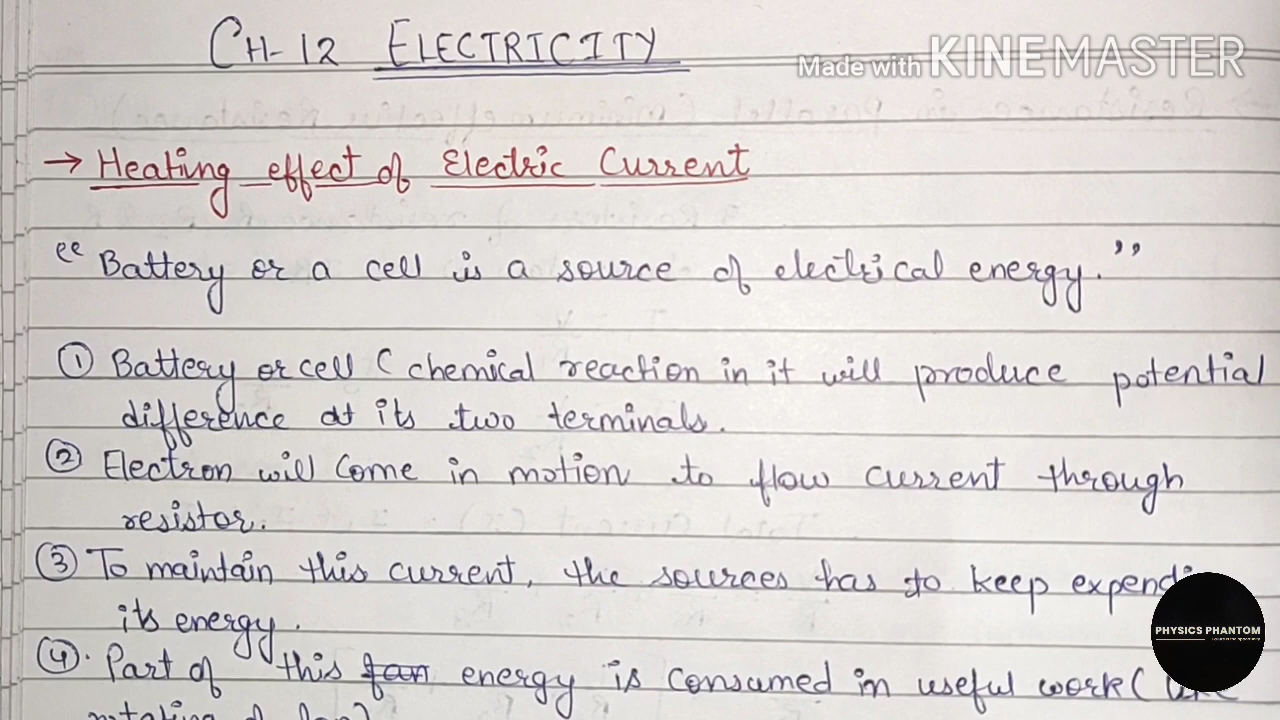 CH-12 ELECTRICITY
Made with KINEMASTER
→ Heating effect of Electric Current
“ Battery or a cell is a source of electrical energy. ”
① Battery or cell ( chemical reaction in it will produce potential
difference at its two terminals.
② Electron will come in motion to flow current through
resistor.
③ To maintain this current, the sources has to keep
its energy.
PHYSICS PHANTOM
④. Part of this fan energy is consumed in useful work (